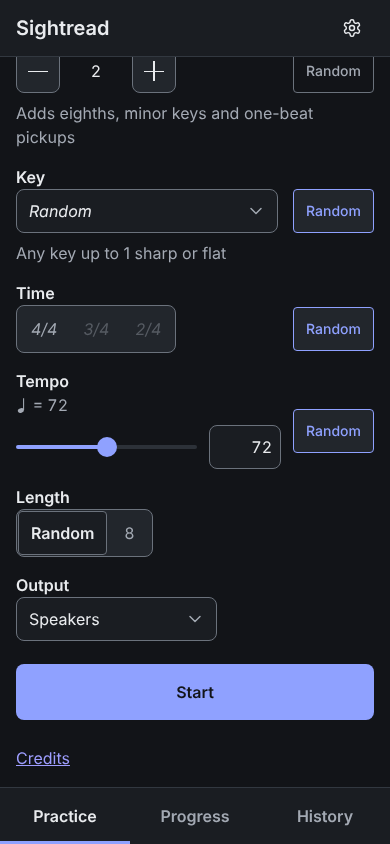 Sightread
2
Random
Adds eighths, minor keys and one-beat
pickups
Key
Random
Random
Any key up to 1 sharp or flat
Time
4/4 3/4 2/4
Random
Tempo
♩ = 72
72
Random
Length
Random 8
Output
Speakers
Start
Credits
Practice Progress History